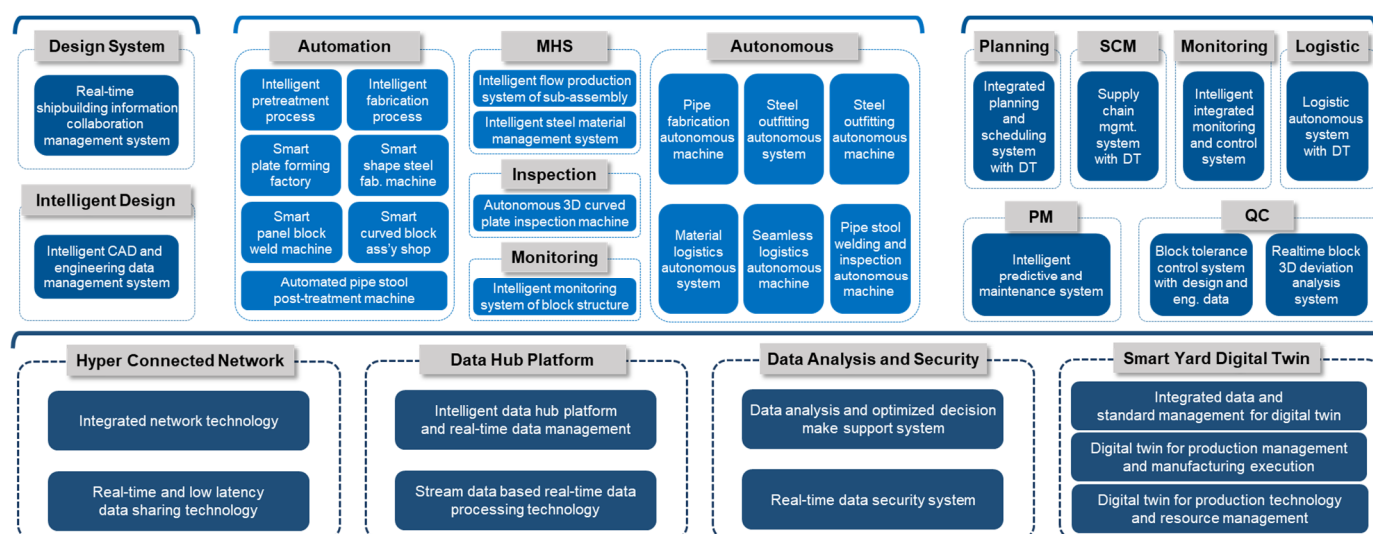 Design System
Real-time
shipbuilding information
collaboration
management system
Intelligent Design
Intelligent CAD and
engineering data
management system
Automation
Intelligent
pretreatment
process
Intelligent
fabrication
process
Smart
plate forming
factory
Smart
shape steel
fab. machine
Smart
panel block
weld machine
Smart
curved block
ass'y shop
Automated pipe stool
post-treatment machine
MHS
Intelligent flow production
system of sub-assembly
Intelligent steel material
management system
Inspection
Autonomous 3D curved
plate inspection machine
Monitoring
Intelligent monitoring
system of block structure
Autonomous
Pipe
fabrication
autonomous
machine
Steel
outfitting
autonomous
system
Steel
outfitting
autonomous
machine
Material
logistics
autonomous
system
Seamless
logistics
autonomous
machine
Pipe stool
welding and
inspection
autonomous
machine
Planning
Integrated
planning
and
scheduling
system with
DT
SCM
Supply
chain
mgmt.
system
with DT
Monitoring
Intelligent
integrated
monitoring
and control
system
Logistic
Logistic
autonomous
system
with DT
PM
Intelligent
predictive and
maintenance system
QC
Block tolerance
control system
with design and
eng. data
Realtime block
3D deviation
analysis
system
Hyper Connected Network
Integrated network
technology
Real-time and low latency
data sharing technology
Data Hub Platform
Intelligent data hub platform
and real-time data management
Stream data based real-time data
processing technology
Data Analysis and Security
Data analysis and optimized decision
make support system
Real-time data security system
Smart Yard Digital Twin
Integrated data and
standard management for digital twin
Digital twin for production management
and manufacturing execution
Digital twin for production technology
and resource management